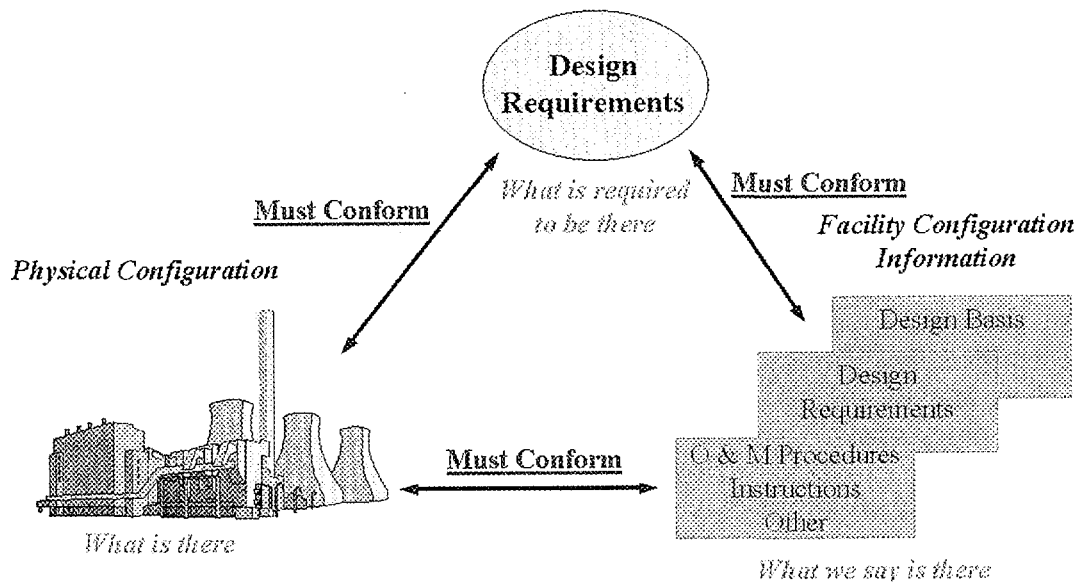 Design
Requirements
What is required
to be there
Must Conform
Must Conform
Physical Configuration
Facility Configuration
Information
Design Basis
Design
Requirements
O & M Procedures
Instructions
Other
Must Conform
What is there
What we say is there